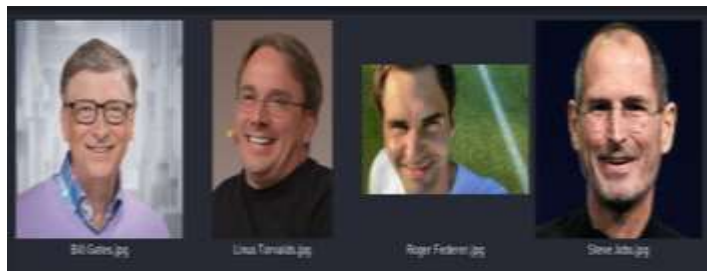 Bill Gates.jpg
Linus Torvalds.jpg
Roger Federer.jpg
Steve Jobs.jpg